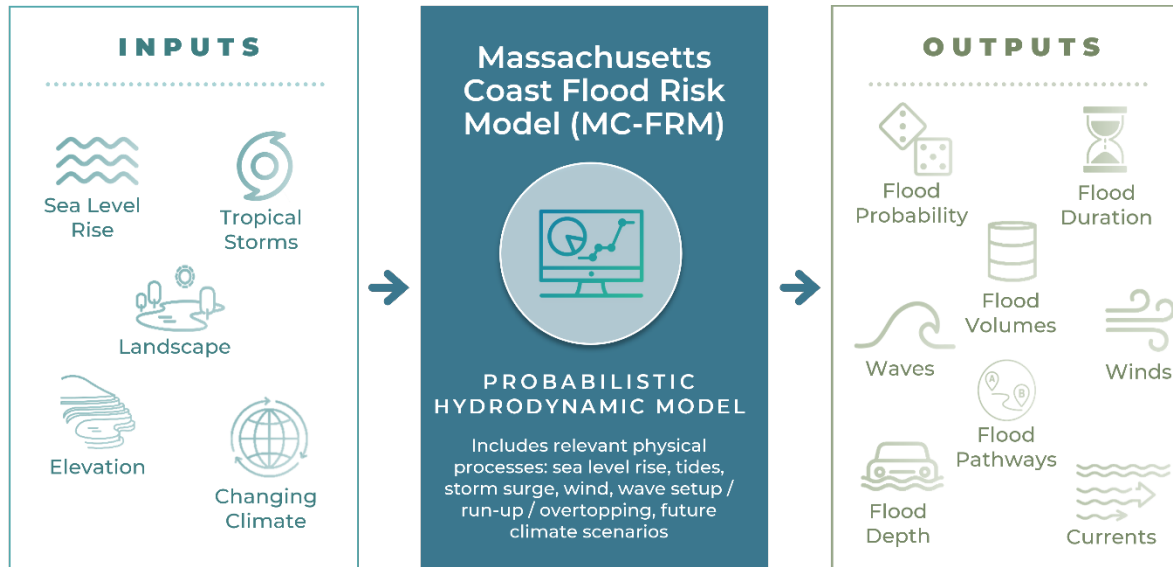 INPUTS
Sea Level
Rise
Tropical
Storms
Landscape
Elevation
Changing
Climate
Massachusetts
Coast Flood Risk
Model (MC-FRM)
PROBABILISTIC
HYDRODYNAMIC MODEL
Includes relevant physical
processes: sea level rise, tides,
storm surge, wind, wave setup /
run-up / overtopping, future
climate scenarios
OUTPUTS
Flood
Probability
Flood
Duration
Flood
Volumes
Waves
Winds
A
B
Flood
Pathways
Flood
Depth
Currents